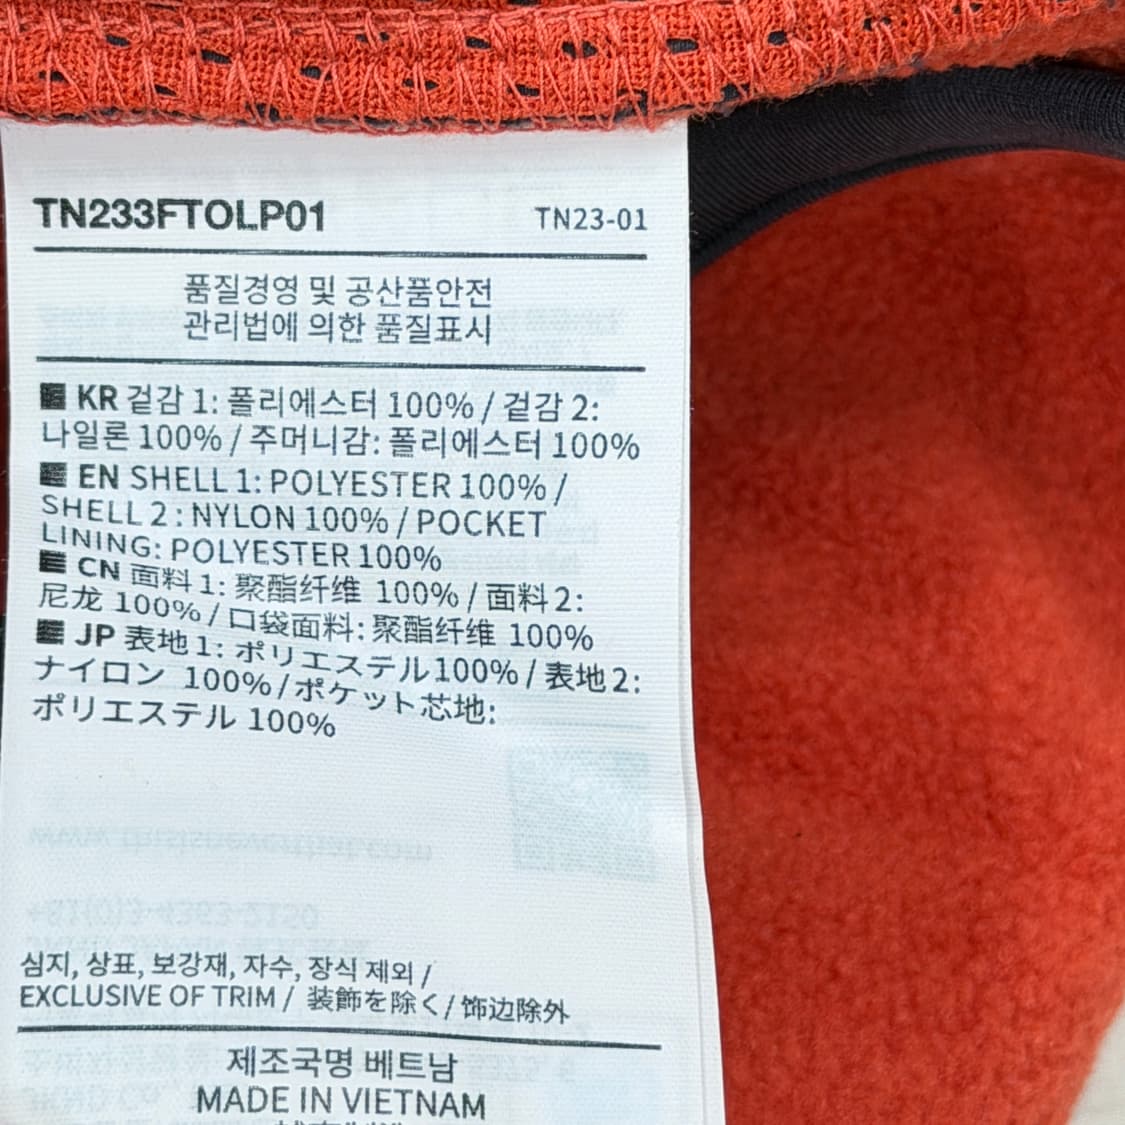 TN233FTOLP01 TN23-01
품질경영 및 공산품안전
관리법에 의한 품질표시
KR 겉감 1: 폴리에스터 100% / 겉감 2:
나일론 100% / 주머니감: 폴리에스터 100%
EN SHELL 1: POLYESTER 100% /
SHELL 2 : NYLON 100% / POCKET
LINING: POLYESTER 100%
CN 面料 1: 聚酯纤维 100% / 面料 2:
尼龙 100% / 口袋面料: 聚酯纤维 100%
JP 表地 1: ポリエステル100% / 表地 2:
ナイロン 100% / ポケット芯地:
ポリエステル 100%
www.thisisneverthat.com
+81(0)3-4363-2150
심지, 상표, 보강재, 자수, 장식 제외 /
EXCLUSIVE OF TRIM / 装飾を除く / 饰边除外
제조국명 베트남
MADE IN VIETNAM